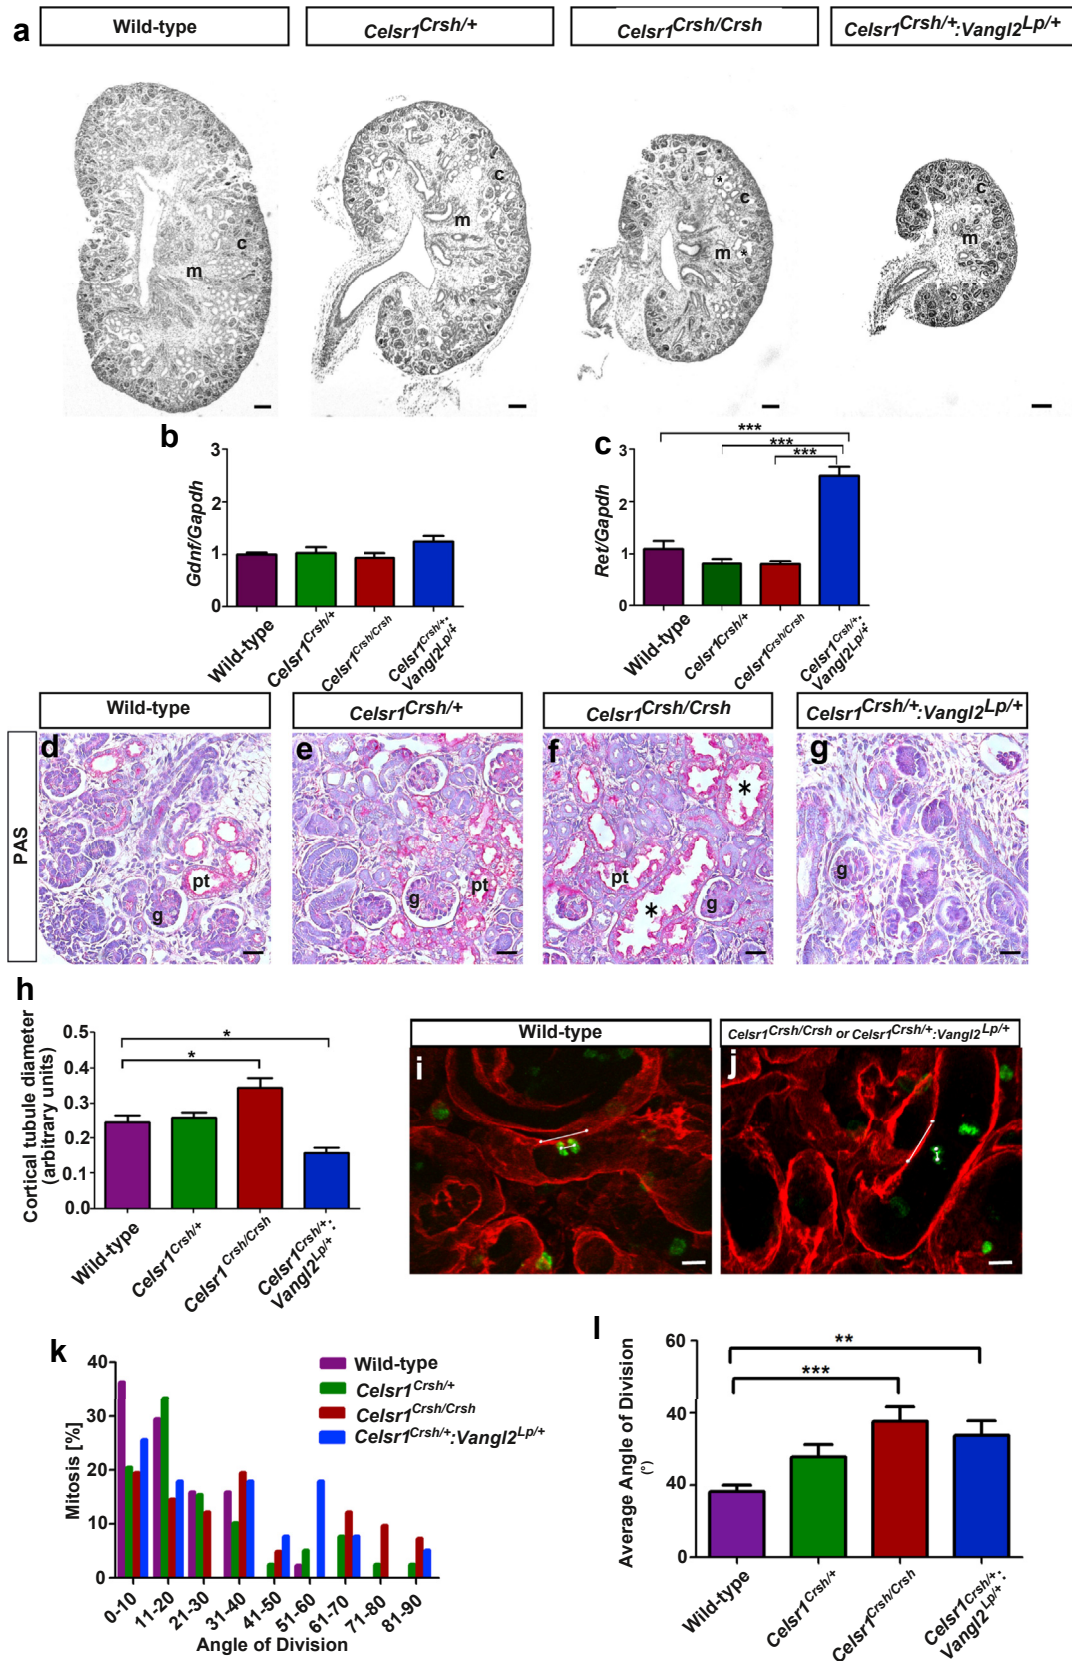 a
Wild-type
Celsr1Crsh/+
Celsr1Crsh/Crsh
Celsr1Crsh/+:Vangl2Lp/+
c
m
c
m
*
c
m
*
c
m
b
3
2
1
0
Gdnf/Gapdh
Wild-type
Celsr1Crsh/+
Celsr1Crsh/Crsh
Celsr1Crsh/+:
Vangl2Lp/+
c
***
***
***
3
2
1
0
Ret/Gapdh
Wild-type
Celsr1Crsh/+
Celsr1Crsh/Crsh
Celsr1Crsh/+:
Vangl2Lp/+
Wild-type
Celsr1Crsh/+
Celsr1Crsh/Crsh
Celsr1Crsh/+:Vangl2Lp/+
PAS
d
pt
g
e
pt
g
f
*
pt
*
g
g
g
h
0.5
0.4
0.3
0.2
0.1
0.0
Cortical tubule diameter
(arbitrary units)
*
*
Wild-type
Celsr1Crsh/+
Celsr1Crsh/Crsh
Celsr1Crsh/+:
Vangl2Lp/+
Wild-type
Celsr1Crsh/Crsh or Celsr1Crsh/+:Vangl2Lp/+
i
j
k
40
30
20
10
0
Mitosis [%]
Wild-type
Celsr1Crsh/+
Celsr1Crsh/Crsh
Celsr1Crsh/+:Vangl2Lp/+
0-10
11-20
21-30
31-40
41-50
51-60
61-70
71-80
81-90
Angle of Division
l
60
40
40
0
Average Angle of Division
(°)
**
***
Wild-type
Celsr1Crsh/+
Celsr1Crsh/Crsh
Celsr1Crsh/+:
Vangl2Lp/+